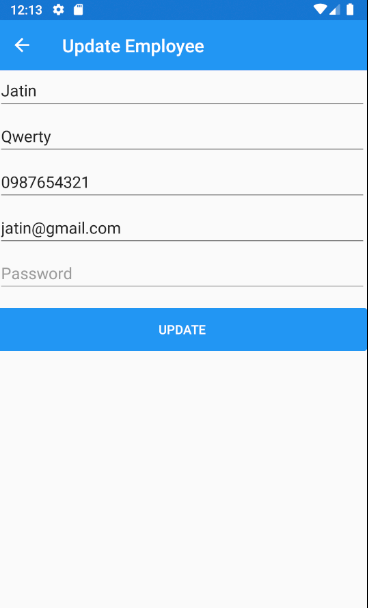 12:13
Update Employee
Jatin
Qwerty
0987654321
jatin@gmail.com
Password
UPDATE